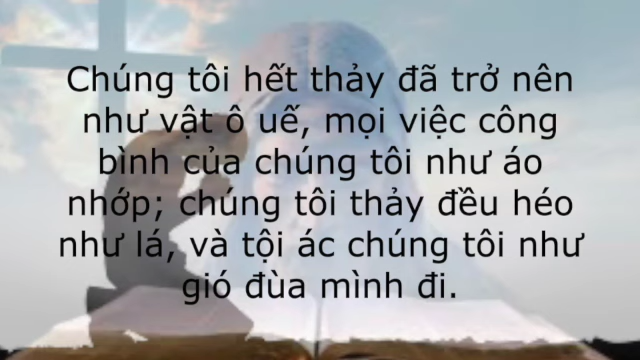 Chúng tôi hết thảy đã trở nên
như vật ô uế, mọi việc công
bình của chúng tôi như áo
nhớp; chúng tôi thảy đều héo
như lá, và tội ác chúng tôi như
gió đùa mình đi.